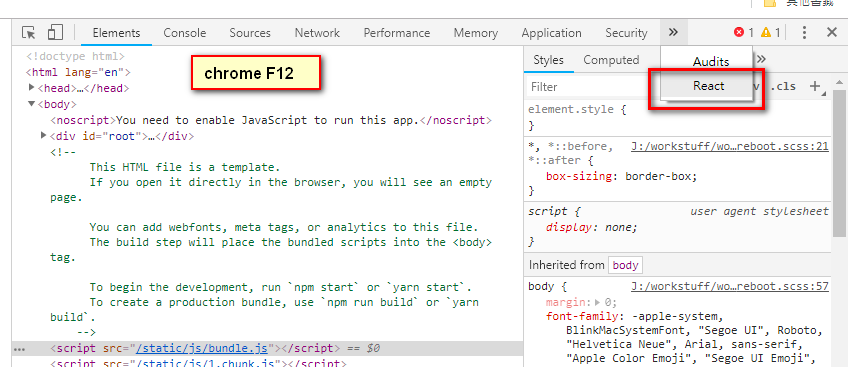 其他書籤
Elements Console Sources Network Performance Memory Application Security » 1 1
<!doctype html>
<html lang="en">
<head>…</head>
<body>
<noscript>You need to enable JavaScript to run this app.</noscript>
<div id="root">…</div>
<!--
This HTML file is a template.
If you open it directly in the browser, you will see an empty
page.
You can add webfonts, meta tags, or analytics to this file.
The build step will place the bundled scripts into the <body>
tag.
To begin the development, run `npm start` or `yarn start`.
To create a production bundle, use `npm run build` or `yarn
build`.
-->
… <script src="/static/js/bundle.js"></script> == $0
<script src="/static/js/1.chunk.js"></script>
chrome F12
Styles Computed »
Audits
React
Filter .cls +
element.style {
}
*, *::before, J:/workstuff/wo…reboot.scss:21
*::after {
box-sizing: border-box;
}
script { user agent stylesheet
display: none;
}
Inherited from body
body { J:/workstuff/wo…reboot.scss:57
margin: 0;
font-family: -apple-system,
BlinkMacSystemFont, "Segoe UI", Roboto,
"Helvetica Neue", Arial, sans-serif,
"Apple Color Emoji", "Segoe UI Emoji",